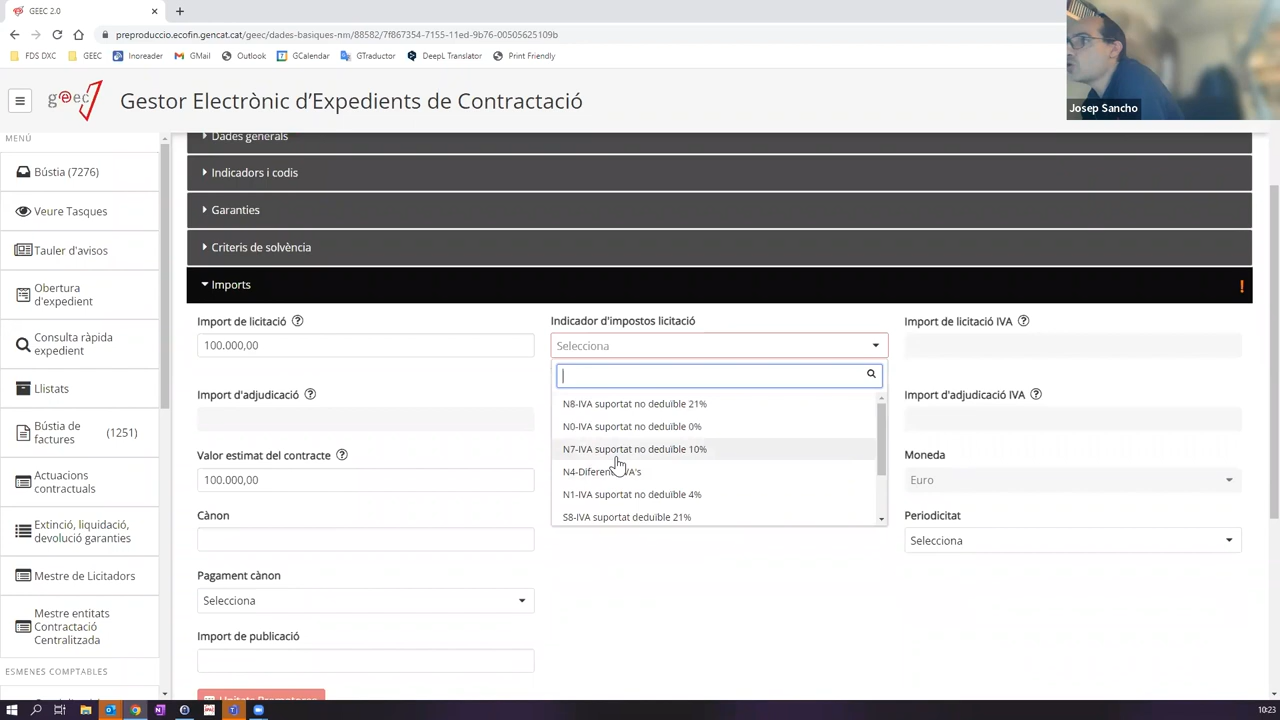 GEEC 2.0
preproduccio.ecofin.gencat.cat/geec/dades-basiques-nm/88582/7f867354-7155-11ed-9b76-00505625109b
FDS DXC
GEEC
Inoreader
GMail
Outlook
GCalendar
GTraductor
DeepL Translator
Print Friendly
geec
Gestor Electrònic d'Expedients de Contractació
Josep Sancho
MENÚ
Bústia (7276)
Veure Tasques
Tauler d'avisos
Obertura
d'expedient
Consulta ràpida
expedient
Llistats
Bústia de
factures
(1251)
Actuacions
contractuals
Extinció, liquidació,
devolució garanties
Mestre de Licitadors
Mestre entitats
Contractació
Centralitzada
ESMENES COMPTABLES
Dades generals
Indicadors i codis
Garanties
Criteris de solvència
Imports
!
Import de licitació
100.000,00
Indicador d'impostos licitació
Selecciona
N8-IVA suportat no deduïble 21%
N0-IVA suportat no deduïble 0%
N7-IVA suportat no deduïble 10%
N4-Diferents IVA's
N1-IVA suportat no deduïble 4%
S8-IVA suportat deduïble 21%
Import de licitació IVA
Import d'adjudicació
Import d'adjudicació IVA
Valor estimat del contracte
100.000,00
Moneda
Euro
Cànon
Periodicitat
Selecciona
Pagament cànon
Selecciona
Import de publicació
10:23